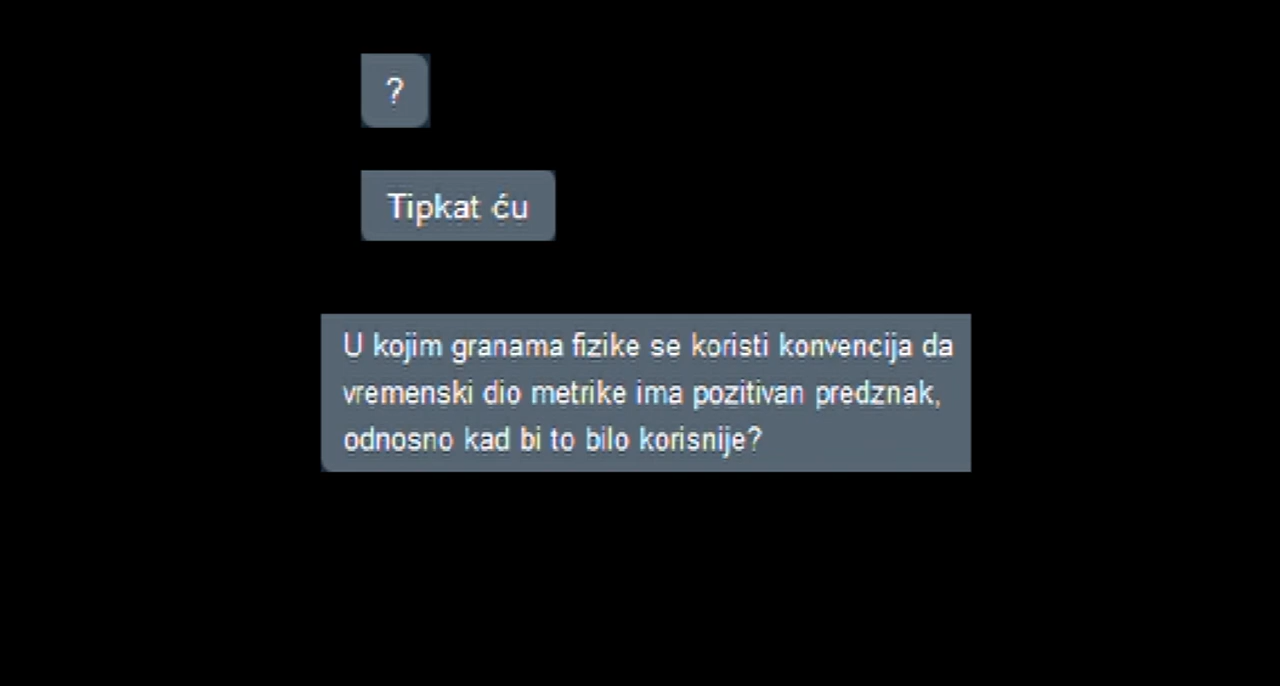 ?
Tipkat ću
U kojim granama fizike se koristi konvencija da
vremenski dio metrike ima pozitivan predznak,
odnosno kad bi to bilo korisnije?